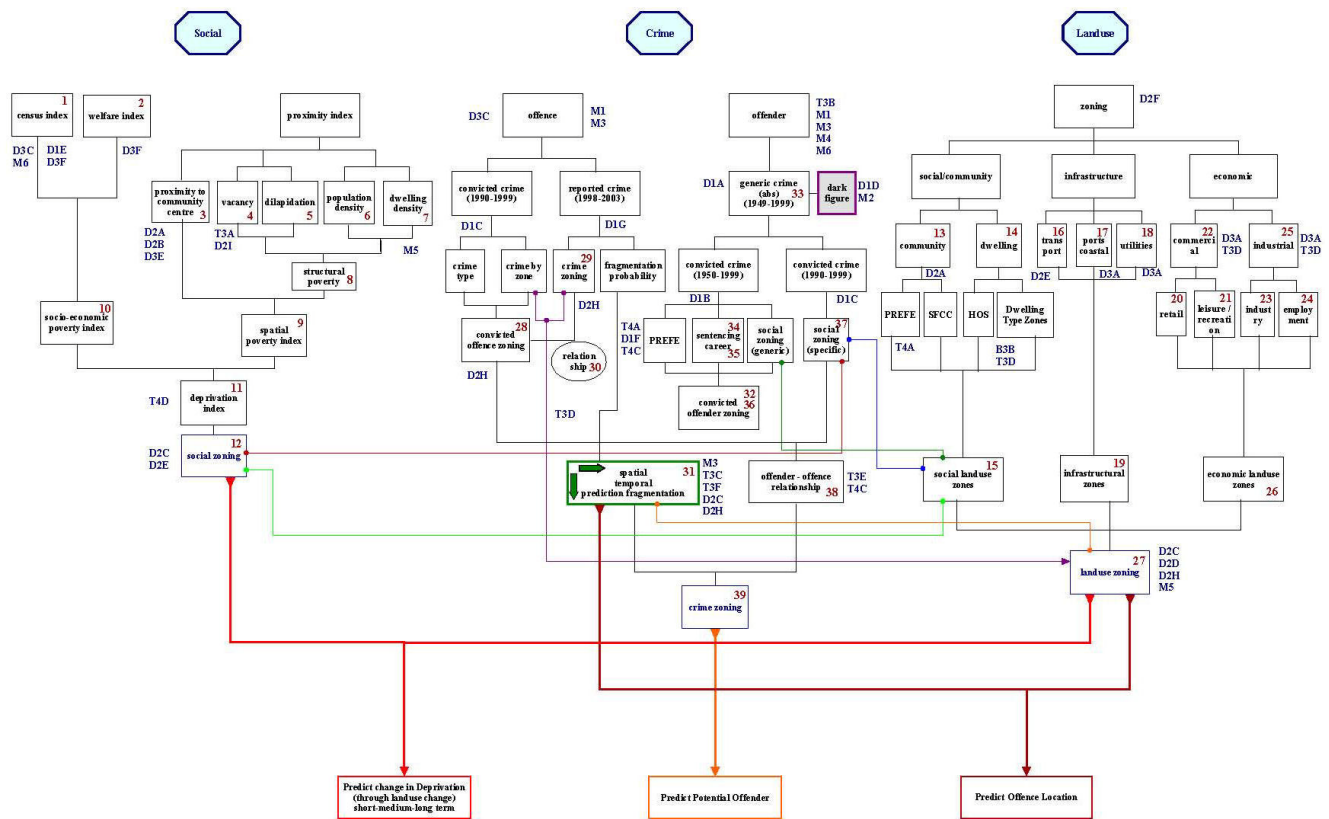 Social
Crime
Landuse
1
census index
2
welfare index
proximity index
D3C
offence
M1
M3
offender
T3B
M1
M3
M4
M6
zoning
D2F
D3C
M6
D1E
D3F
D3F
proximity to
community
centre 3
vacancy
4
dilapidation
5
population
density
6
dwelling
density
7
D2A
D2B
D3E
T3A
D2I
M5
structural
poverty
8
convicted crime
(1990-1999)
reported crime
(1998-2003)
D1A
generic crime
(abs) 33
(1949-1999)
dark
figure
D1D
M2
social/community
infrastructure
economic
D1C
D1G
crime
type
crime by
zone
29
crime
zoning
fragmentation
probability
convicted crime
(1950-1999)
convicted crime
(1990-1999)
13
community
14
dwelling
16
trans
port
17
ports
coastal
18
utilities
22
commerci
al
D3A
T3D
25
industrial
D3A
T3D
D2A
D2E
D3A
D3A
D2H
D1B
D1C
10
socio-economic
poverty index
9
spatial
poverty index
28
convicted
offence zoning
relation
ship 30
T4A
D1F
T4C
PREFE
34
sentencing
career
35
social
zoning
(generic)
37
social
zoning
(specific)
PREFE
SFCC
HOS
Dwelling
Type Zones
20
retail
21
leisure /
recreati
on
23
indust
ry
24
employ
ment
T4A
B3B
T3D
D2H
T4D
11
deprivation
index
T3D
32
convicted 36
offender zoning
D2C
D2E
12
social zoning
31
spatial
temporal
prediction fragmentation
M3
T3C
T3F
D2C
D2H
offender - offence
relationship
38
T3E
T4C
15
social landuse
zones
19
infrastructural
zones
economic landuse
zones
26
27
landuse zoning
D2C
D2D
D2H
M5
39
crime zoning
Predict change in Deprivation
(through landuse change)
short-medium-long term
Predict Potential Offender
Predict Offence Location